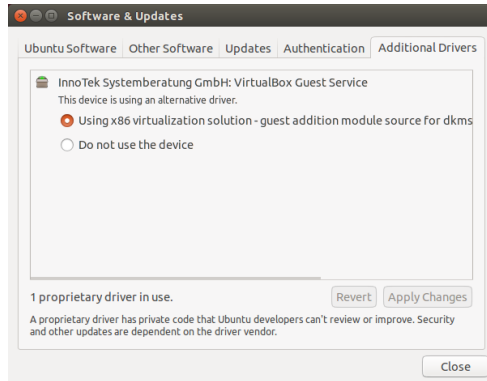 Software & Updates
Ubuntu Software Other Software Updates Authentication Additional Drivers
InnoTek Systemberatung GmbH: VirtualBox Guest Service
This device is using an alternative driver.
Using x86 virtualization solution - guest addition module source for dkms
Do not use the device
1 proprietary driver in use.
Revert Apply Changes
A proprietary driver has private code that Ubuntu developers can't review or improve. Security
and other updates are dependent on the driver vendor.
Close